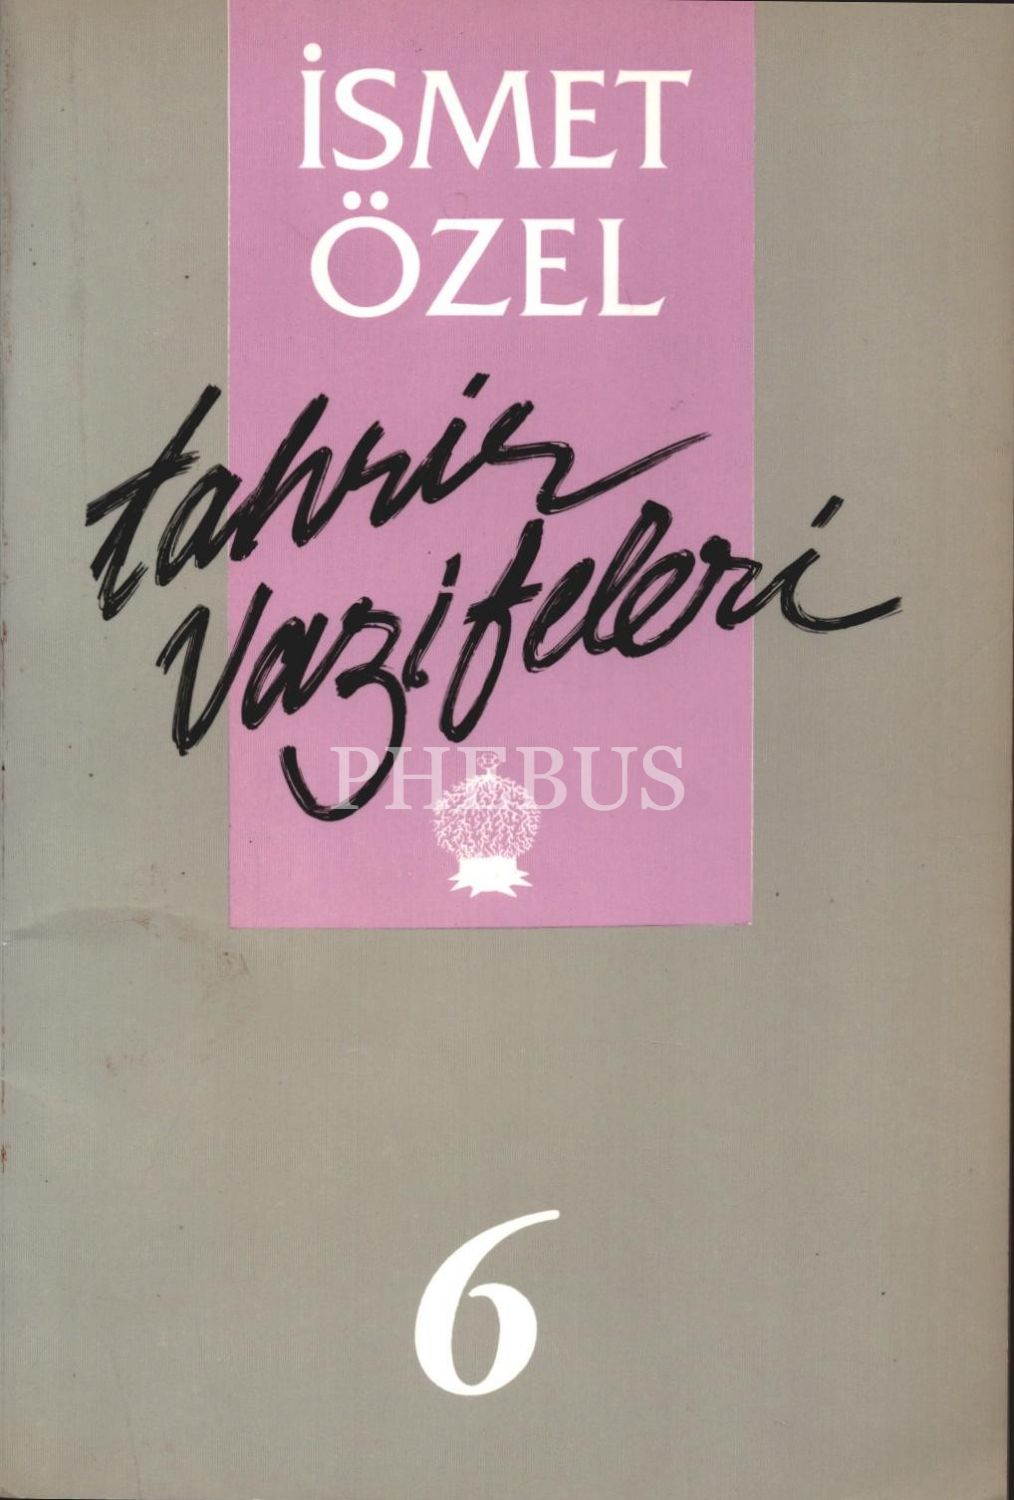 İSMET
ÖZEL
tahrir
vazifeleri
PHEBUS
6